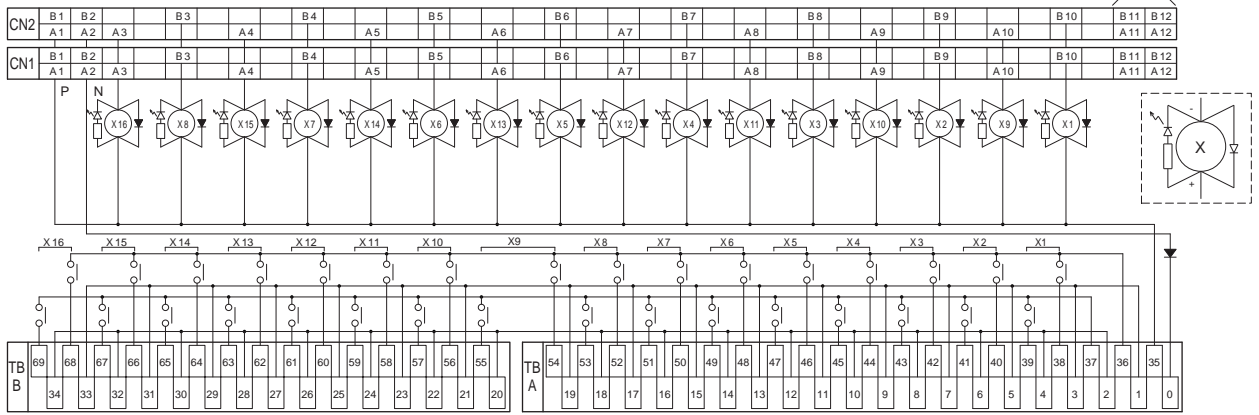 CN2 B1 B2 B3 B4 B5 B6 B7 B8 B9 B10 B11 B12
A1 A2 A3 A4 A5 A6 A7 A8 A9 A10 A11 A12
CN1 B1 B2 B3 B4 B5 B6 B7 B8 B9 B10 B11 B12
A1 A2 A3 A4 A5 A6 A7 A8 A9 A10 A11 A12
P N
X16 X8 X15 X7 X14 X6 X13 X5 X12 X4 X11 X3 X10 X2 X9 X1
-
X
+
X16 X15 X14 X13 X12 X11 X10 X9 X8 X7 X6 X5 X4 X3 X2 X1
TB B 69 68 67 66 65 64 63 62 61 60 59 58 57 56 55
34 33 32 31 30 29 28 27 26 25 24 23 22 21 20
TB A 54 53 52 51 50 49 48 47 46 45 44 43 42 41 40 39 38 37 36 35
19 18 17 16 15 14 13 12 11 10 9 8 7 6 5 4 3 2 1 0